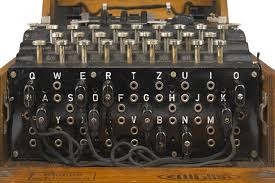 Q W E R T Z U I O
A S D F G H J K
Y V B N M